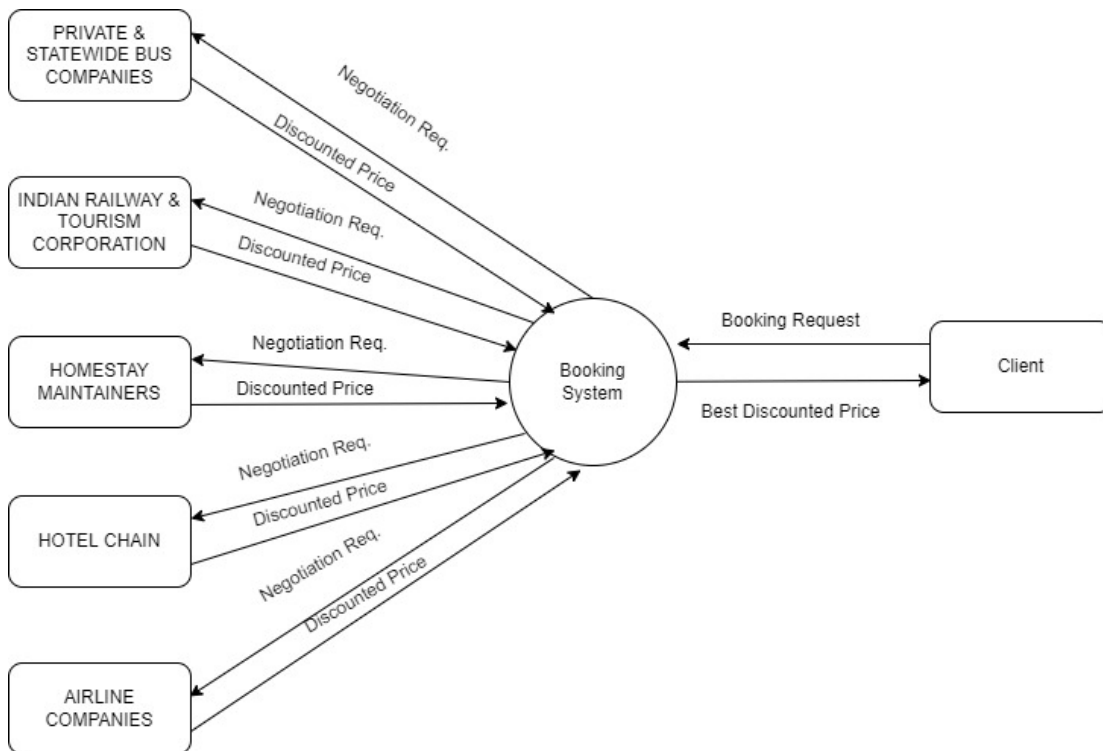 PRIVATE &
STATEWIDE BUS
COMPANIES
Negotiation Req.
Discounted Price
INDIAN RAILWAY &
TOURISM
CORPORATION
Negotiation Req.
Discounted Price
HOMESTAY
MAINTAINERS
Negotiation Req.
Discounted Price
HOTEL CHAIN
Negotiation Req.
Discounted Price
AIRLINE
COMPANIES
Negotiation Req.
Discounted Price
Booking
System
Booking Request
Best Discounted Price
Client